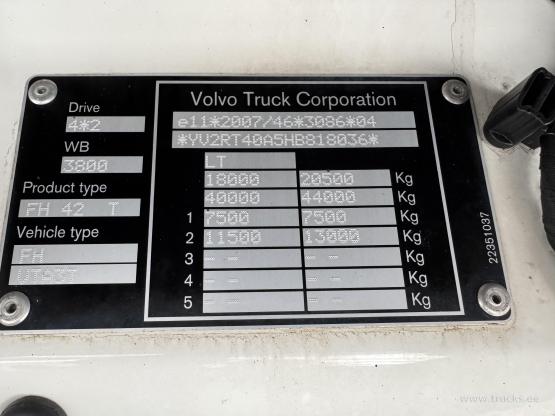 Drive
4*2
WB
3800
Product type
FH 42 T
Vehicle type
FH
Volvo Truck Corporation
e11*2007/46*3086*04
*YV2RT40A5HB818036*
LT
18000 20500 Kg
40000 44000 Kg
1 7500 7500 Kg
2 11500 13000 Kg
3 -- -- Kg
4 -- -- Kg
5 -- -- Kg
22351037
www.trucks.ee